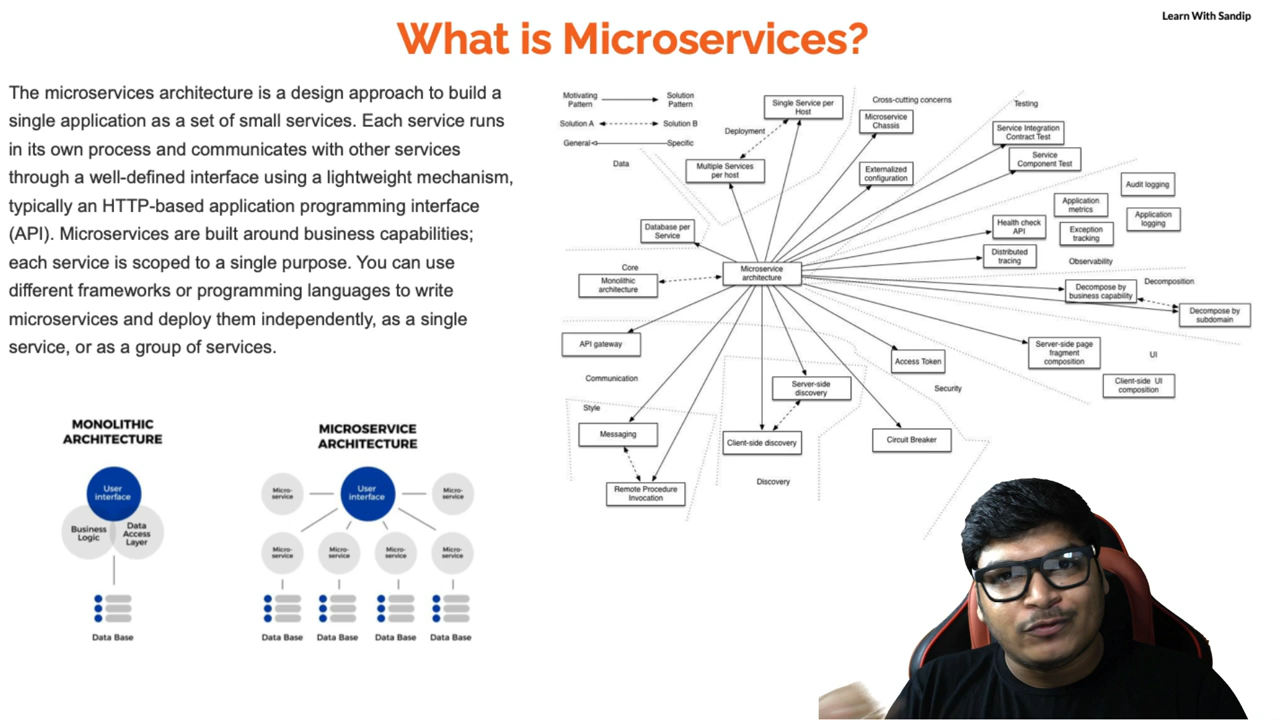 Learn With Sandip
What is Microservices?
The microservices architecture is a design approach to build a
single application as a set of small services. Each service runs
in its own process and communicates with other services
through a well-defined interface using a lightweight mechanism,
typically an HTTP-based application programming interface
(API). Microservices are built around business capabilities;
each service is scoped to a single purpose. You can use
different frameworks or programming languages to write
microservices and deploy them independently, as a single
service, or as a group of services.
MONOLITHIC
ARCHITECTURE
User
interface
Business
Logic
Data
Access
Layer
Data Base
MICROSERVICE
ARCHITECTURE
Micro-
service
User
interface
Micro-
service
Micro-
service
Micro-
service
Micro-
service
Micro-
service
Data Base
Data Base
Data Base
Data Base
Motivating
Pattern
Solution
Pattern
Solution A
Solution B
General
Specific
Data
Deployment
Single Service per
Host
Multiple Services
per host
Cross-cutting concerns
Microservice
Chassis
Externalized
configuration
Testing
Service Integration
Contract Test
Service
Component Test
Audit logging
Application
metrics
Application
logging
Health check
API
Exception
tracking
Distributed
tracing
Observability
Database per
Service
Core
Monolithic
architecture
Microservice
architecture
Decomposition
Decompose by
business capability
Decompose by
subdomain
API gateway
Communication
Style
Messaging
Remote Procedure
Invocation
Server-side
discovery
Client-side discovery
Discovery
Access Token
Security
Circuit Breaker
Server-side page
fragment
composition
UI
Client-side UI
composition